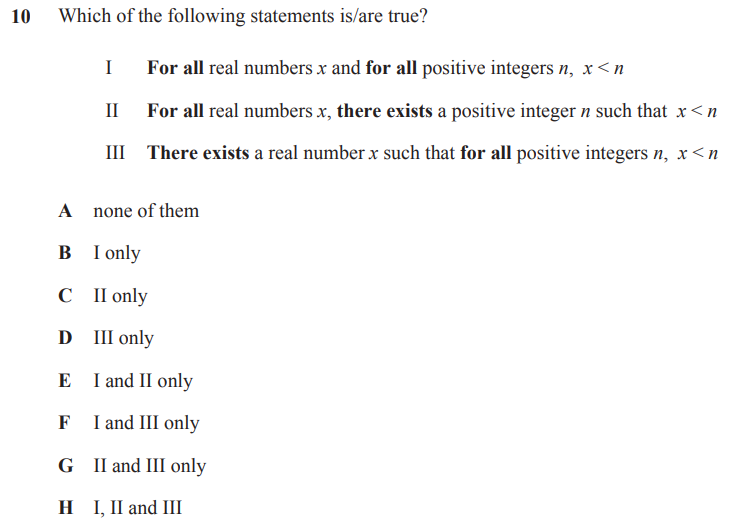 10 Which of the following statements is/are true?
I For all real numbers x and for all positive integers n, x < n
II For all real numbers x, there exists a positive integer n such that x < n
III There exists a real number x such that for all positive integers n, x < n
A none of them
B I only
C II only
D III only
E I and II only
F I and III only
G II and III only
H I, II and III